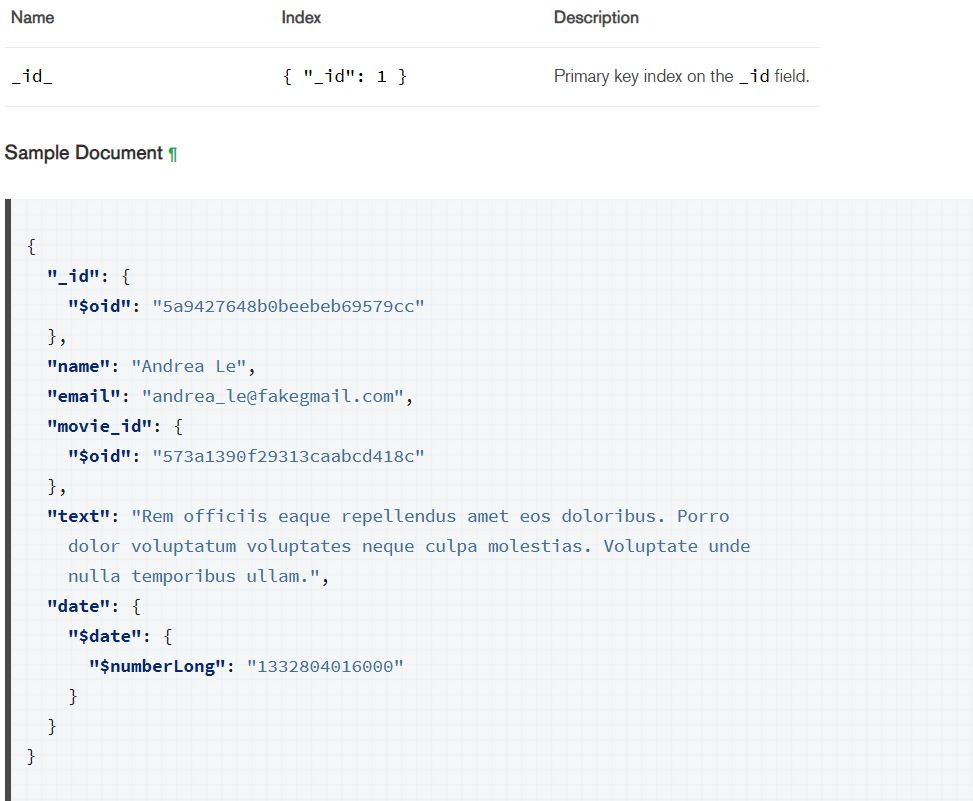 Name Index Description
_id_ { "_id": 1 } Primary key index on the _id field.
Sample Document ¶
{
"_id": {
"$oid": "5a9427648b0beebeb69579cc"
},
"name": "Andrea Le",
"email": "andrea_le@fakegmail.com",
"movie_id": {
"$oid": "573a1390f29313caabcd418c"
},
"text": "Rem officiis eaque repellendus amet eos doloribus. Porro
dolor voluptatum voluptates neque culpa molestias. Voluptate unde
nulla temporibus ullam.",
"date": {
"$date": {
"$numberLong": "1332804016000"
}
}
}